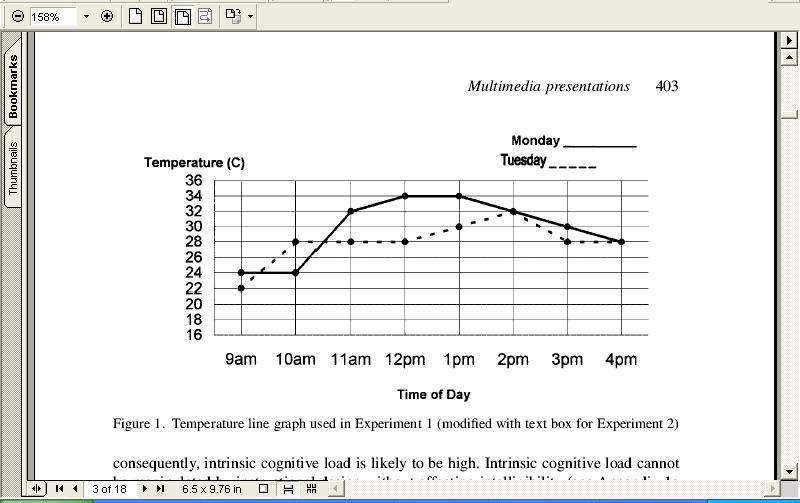 158%
Bookmarks
Thumbnails
Multimedia presentations 403
Monday
Tuesday
Temperature (C)
36
34
32
30
28
26
24
22
20
18
16
9am 10am 11am 12pm 1pm 2pm 3pm 4pm
Time of Day
Figure 1. Temperature line graph used in Experiment 1 (modified with text box for Experiment 2)
consequently, intrinsic cognitive load is likely to be high. Intrinsic cognitive load cannot
3 of 18 6.5 x 9.76 in